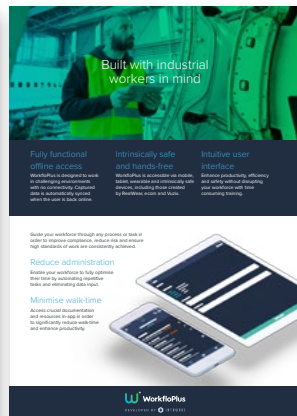 Built with industrial
workers in mind
Fully functional
offline access
WorkfloPlus is designed to work
in challenging environments
with no connectivity. Captured
data is automatically synced
when the user is back online.
Intrinsically safe
and hands-free
WorkfloPlus is accessible via mobile,
tablet, wearable and intrinsically safe
devices, including those created
by RealWear, ecom and Vuzix.
Intuitive user
interface
Enhance productivity, efficiency
and safety without disrupting
your workforce with time
consuming training.
Guide your workforce through any process or task in
order to improve compliance, reduce risk and ensure
high standards of work are consistently achieved.
Reduce administration
Enable your workforce to fully optimise
their time by automating repetitive
tasks and eliminating data input.
Minimise walk-time
Access crucial documentation
and resources in-app in order
to significantly reduce walk-time
and enhance productivity.
WorkfloPlus
DEVELOPED BY INTOWARE